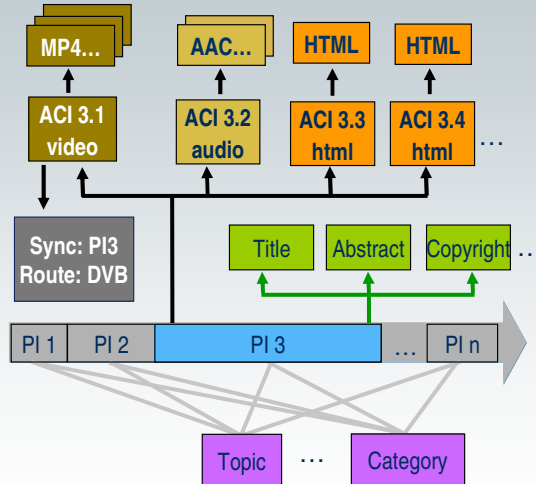 MP4...
AAC...
HTML
HTML
ACI 3.1
video
ACI 3.2
audio
ACI 3.3
html
ACI 3.4
html
...
Sync: PI3
Route: DVB
Title
Abstract
Copyright
...
PI 1
PI 2
PI 3
...
PI n
Topic
...
Category